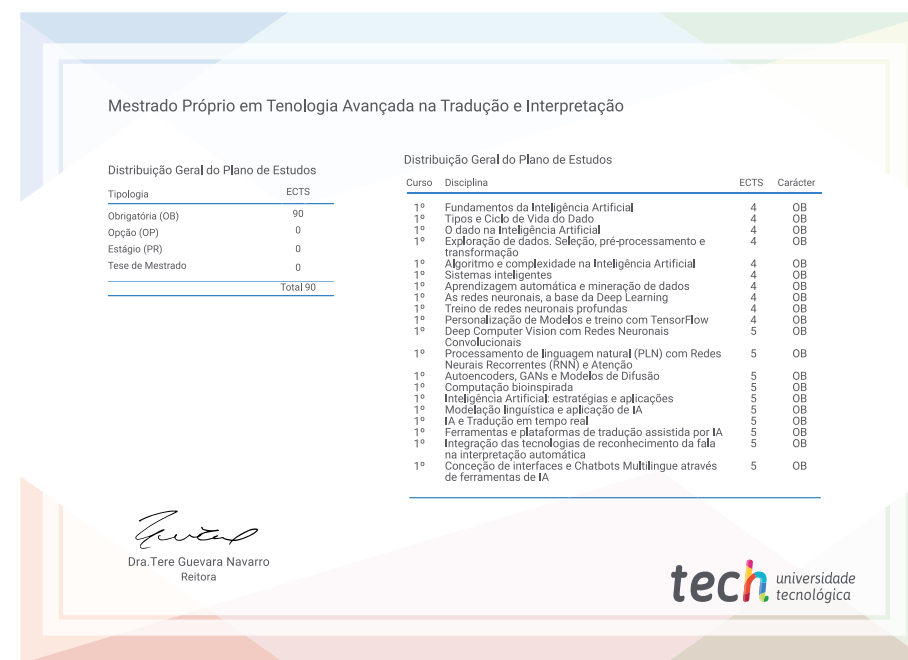 Mestrado Próprio em Tenologia Avançada na Tradução e Interpretação
Distribuição Geral do Plano de Estudos
Tipologia ECTS
Obrigatória (OB) 90
Opção (OP) 0
Estágio (PR) 0
Tese de Mestrado 0
Total 90
Distribuição Geral do Plano de Estudos
Curso Disciplina ECTS Carácter
1º Fundamentos da Inteligência Artificial 4 OB
1º Tipos e Ciclo de Vida do Dado 4 OB
1º O dado na Inteligência Artificial 4 OB
1º Exploração de dados. Seleção, pré-processamento e 4 OB
transformação
1º Algoritmo e complexidade na Inteligência Artificial 4 OB
1º Sistemas inteligentes 4 OB
1º Aprendizagem automática e mineração de dados 4 OB
1º As redes neuronais, a base da Deep Learning 4 OB
1º Treino de redes neuronais profundas 4 OB
1º Personalização de Modelos e treino com TensorFlow 4 OB
1º Deep Computer Vision com Redes Neuronais 5 OB
Convolucionais
1º Processamento de linguagem natural (PLN) com Redes 5 OB
Neurais Recorrentes (RNN) e Atenção
1º Autoencoders, GANs e Modelos de Difusão 5 OB
1º Computação bioinspirada 5 OB
1º Inteligência Artificial: estratégias e aplicações 5 OB
1º Modelação linguística e aplicação de IA 5 OB
1º IA e Tradução em tempo real 5 OB
1º Ferramentas e plataformas de tradução assistida por IA 5 OB
1º Integração das tecnologias de reconhecimento da fala 5 OB
na interpretação automática
1º Conceção de interfaces e Chatbots Multilingue através 5 OB
de ferramentas de IA
Dra.Tere Guevara Navarro
Reitora
tech universidade
tecnológica